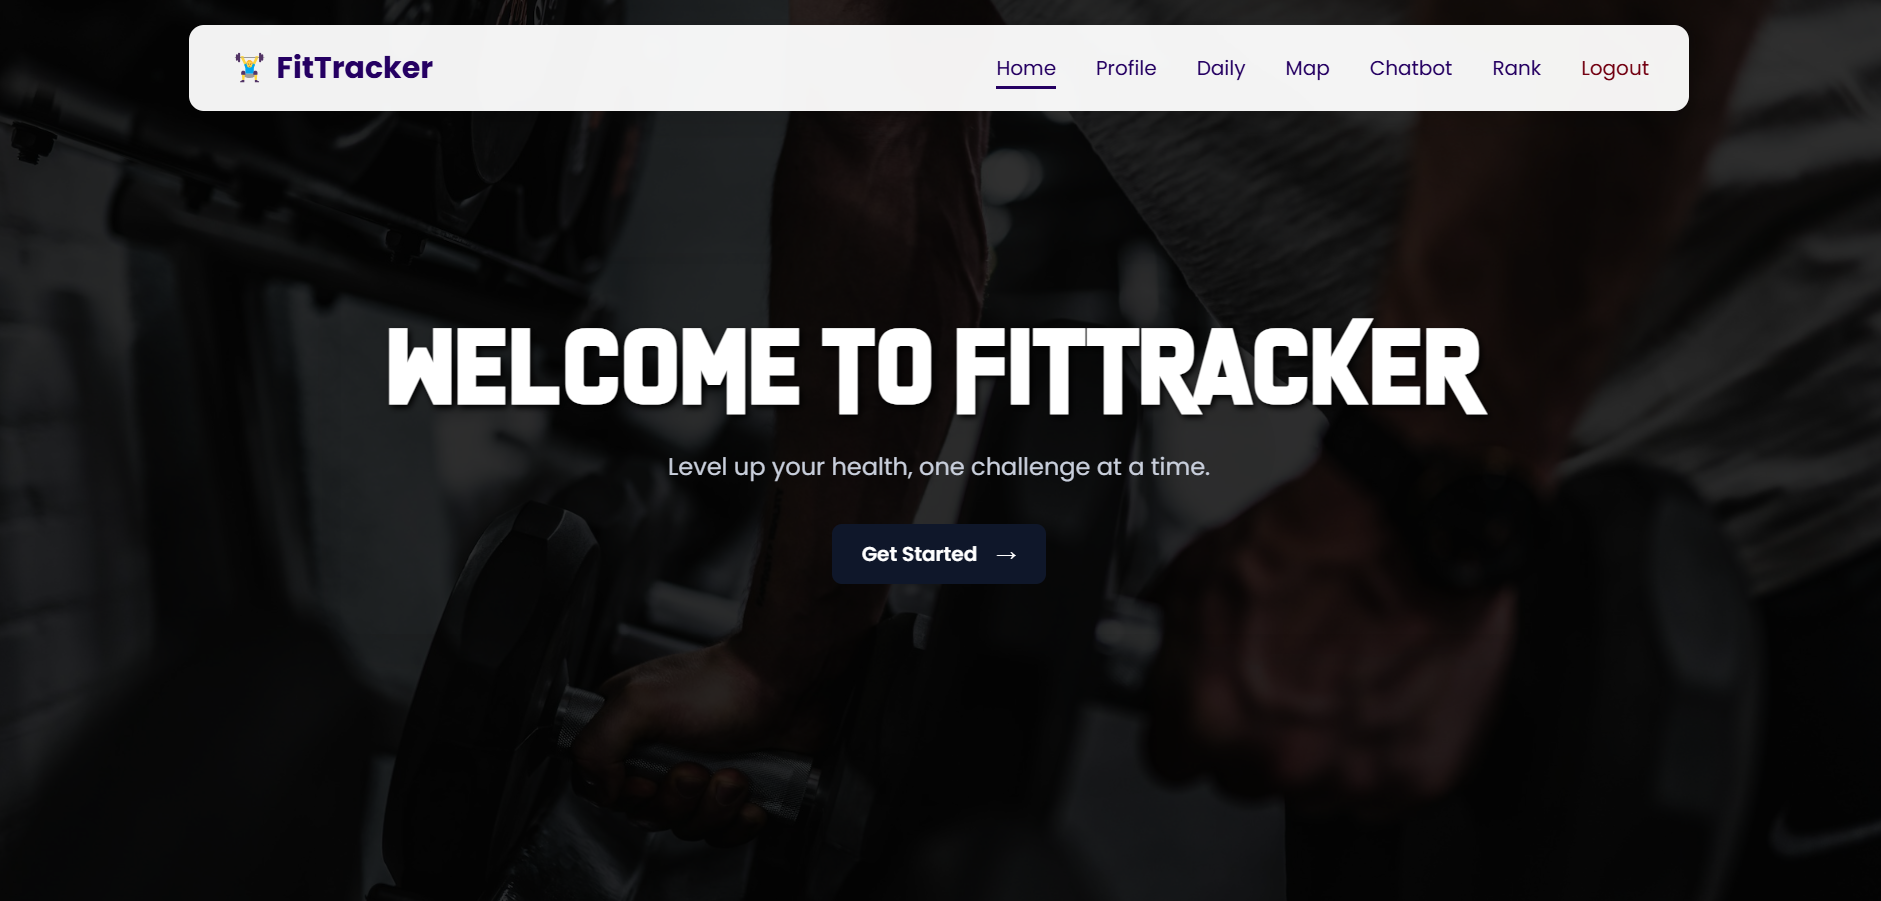 FitTracker
Home Profile Daily Map Chatbot Rank Logout
WELCOME TO FITTRACKER
Level up your health, one challenge at a time.
Get Started →